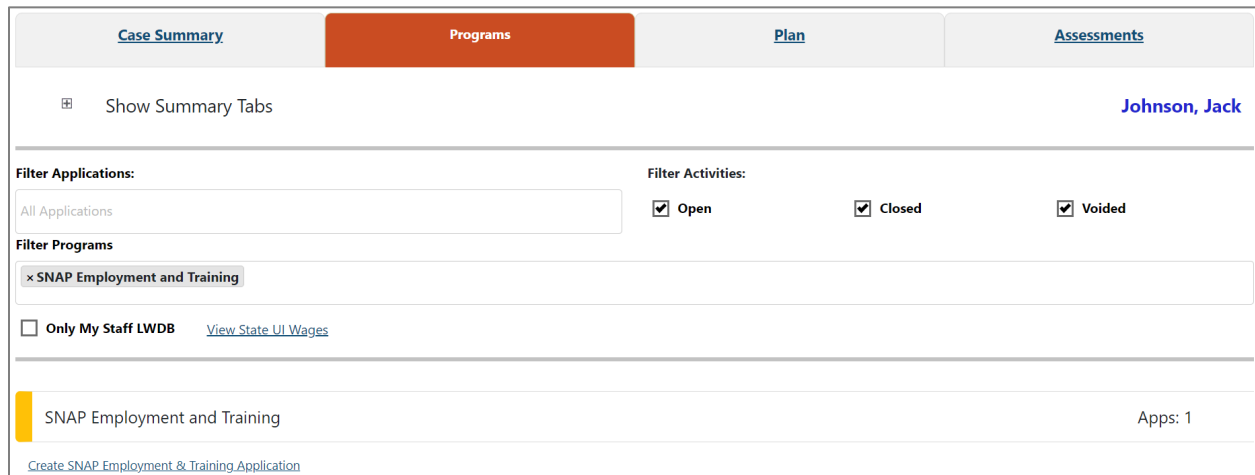 Case Summary
Programs
Plan
Assessments
Show Summary Tabs
Johnson, Jack
Filter Applications:
Filter Activities:
All Applications
Open
Closed
Voided
Filter Programs
× SNAP Employment and Training
Only My Staff LWDB
View State UI Wages
SNAP Employment and Training
Apps: 1
Create SNAP Employment & Training Application